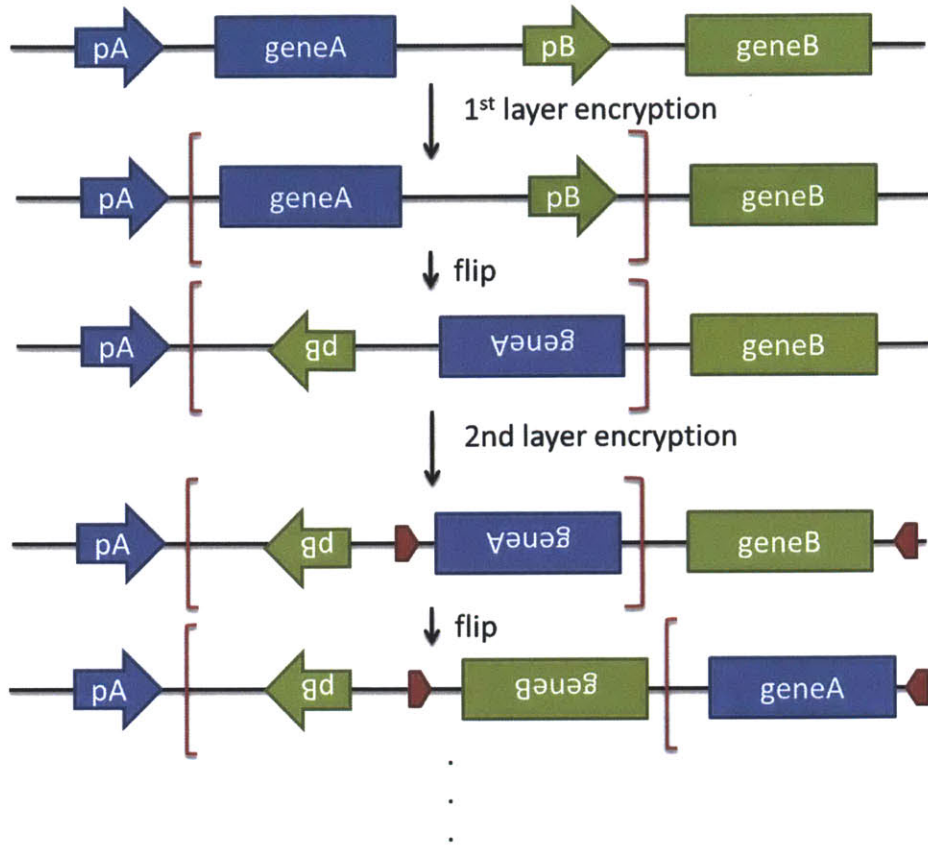 pA geneA pB geneB
1st layer encryption
pA geneA pB geneB
flip
pA pB geneA geneB
2nd layer encryption
pA pB geneA geneB
flip
pA pB geneB geneA
.
.
.